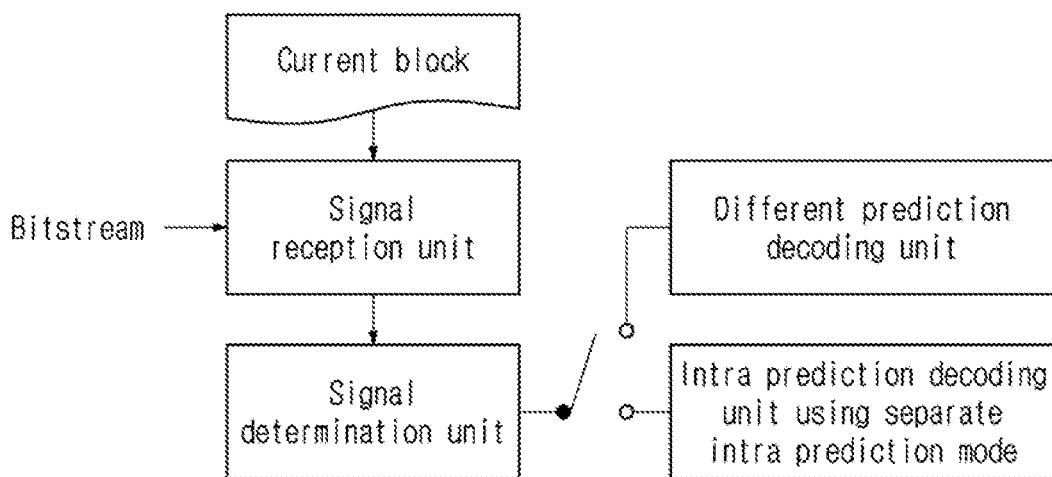 Current block
Bitstream
Signal
reception unit
Different prediction
decoding unit
Signal
determination unit
Intra prediction decoding
unit using separate
intra prediction mode